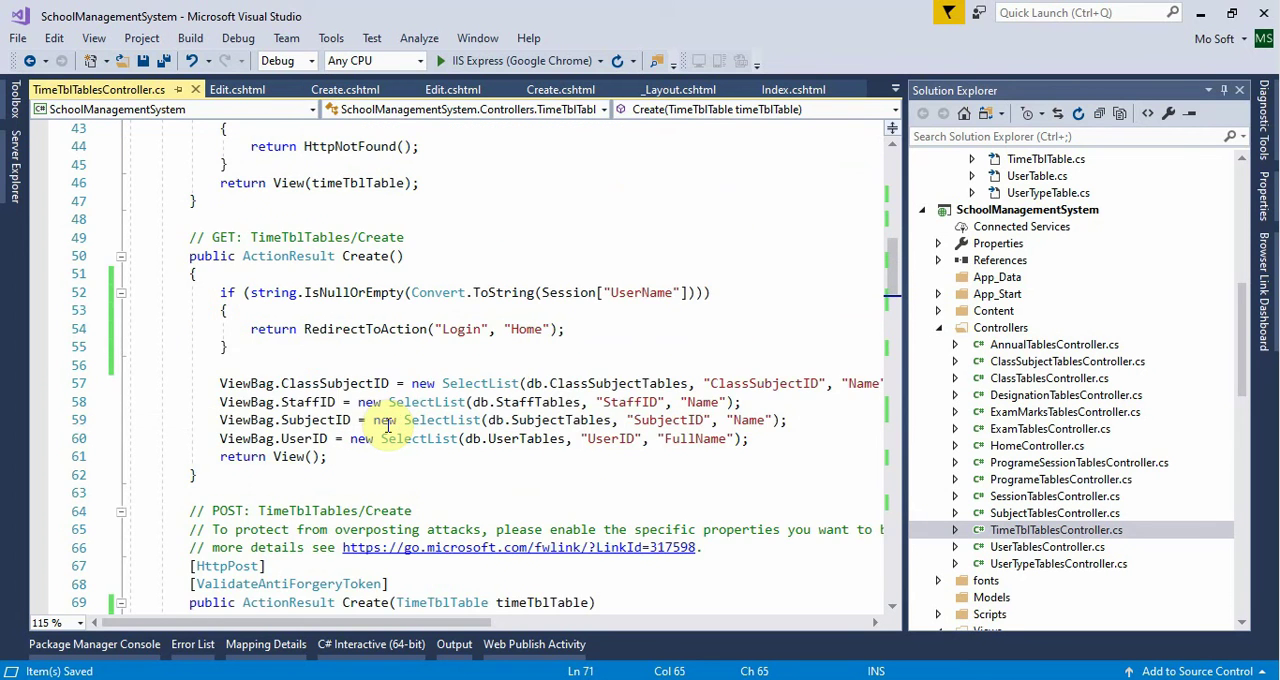 SchoolManagementSystem - Microsoft Visual Studio
Quick Launch (Ctrl+Q)
File Edit View Project Build Debug Team Tools Test Analyze Window Help
Mo Soft MS
Debug Any CPU IIS Express (Google Chrome)
TimeTblTablesController.cs Edit.cshtml Create.cshtml Edit.cshtml Create.cshtml _Layout.cshtml Index.cshtml
SchoolManagementSystem SchoolManagementSystem.Controllers.TimeTblTabl Create(TimeTblTable timeTblTable)
Toolbox
Server Explorer
43 {
44 return HttpNotFound();
45 }
46 return View(timeTblTable);
47 }
48
49 // GET: TimeTblTables/Create
50 public ActionResult Create()
51 {
52 if (string.IsNullOrEmpty(Convert.ToString(Session["UserName"])))
53 {
54 return RedirectToAction("Login", "Home");
55 }
56
57 ViewBag.ClassSubjectID = new SelectList(db.ClassSubjectTables, "ClassSubjectID", "Name"
58 ViewBag.StaffID = new SelectList(db.StaffTables, "StaffID", "Name");
59 ViewBag.SubjectID = new SelectList(db.SubjectTables, "SubjectID", "Name");
60 ViewBag.UserID = new SelectList(db.UserTables, "UserID", "FullName");
61 return View();
62 }
63
64 // POST: TimeTblTables/Create
65 // To protect from overposting attacks, please enable the specific properties you want to b
66 // more details see https://go.microsoft.com/fwlink/?LinkId=317598.
67 [HttpPost]
68 [ValidateAntiForgeryToken]
69 public ActionResult Create(TimeTblTable timeTblTable)
115 %
Solution Explorer
Search Solution Explorer (Ctrl+;)
TimeTblTable.cs
UserTable.cs
UserTypeTable.cs
SchoolManagementSystem
Connected Services
Properties
References
App_Data
App_Start
Content
Controllers
AnnualTablesController.cs
ClassSubjectTablesController.cs
ClassTablesController.cs
DesignationTablesController.cs
ExamMarksTablesController.cs
ExamTablesController.cs
HomeController.cs
ProgrameSessionTablesController.cs
ProgrameTablesController.cs
SessionTablesController.cs
SubjectTablesController.cs
TimeTblTablesController.cs
UserTablesController.cs
UserTypeTablesController.cs
fonts
Models
Scripts
Diagnostic Tools
Properties
Browser Link Dashboard
Package Manager Console Error List Mapping Details C# Interactive (64-bit) Output Web Publish Activity
Item(s) Saved Ln 71 Col 65 Ch 65 INS Add to Source Control